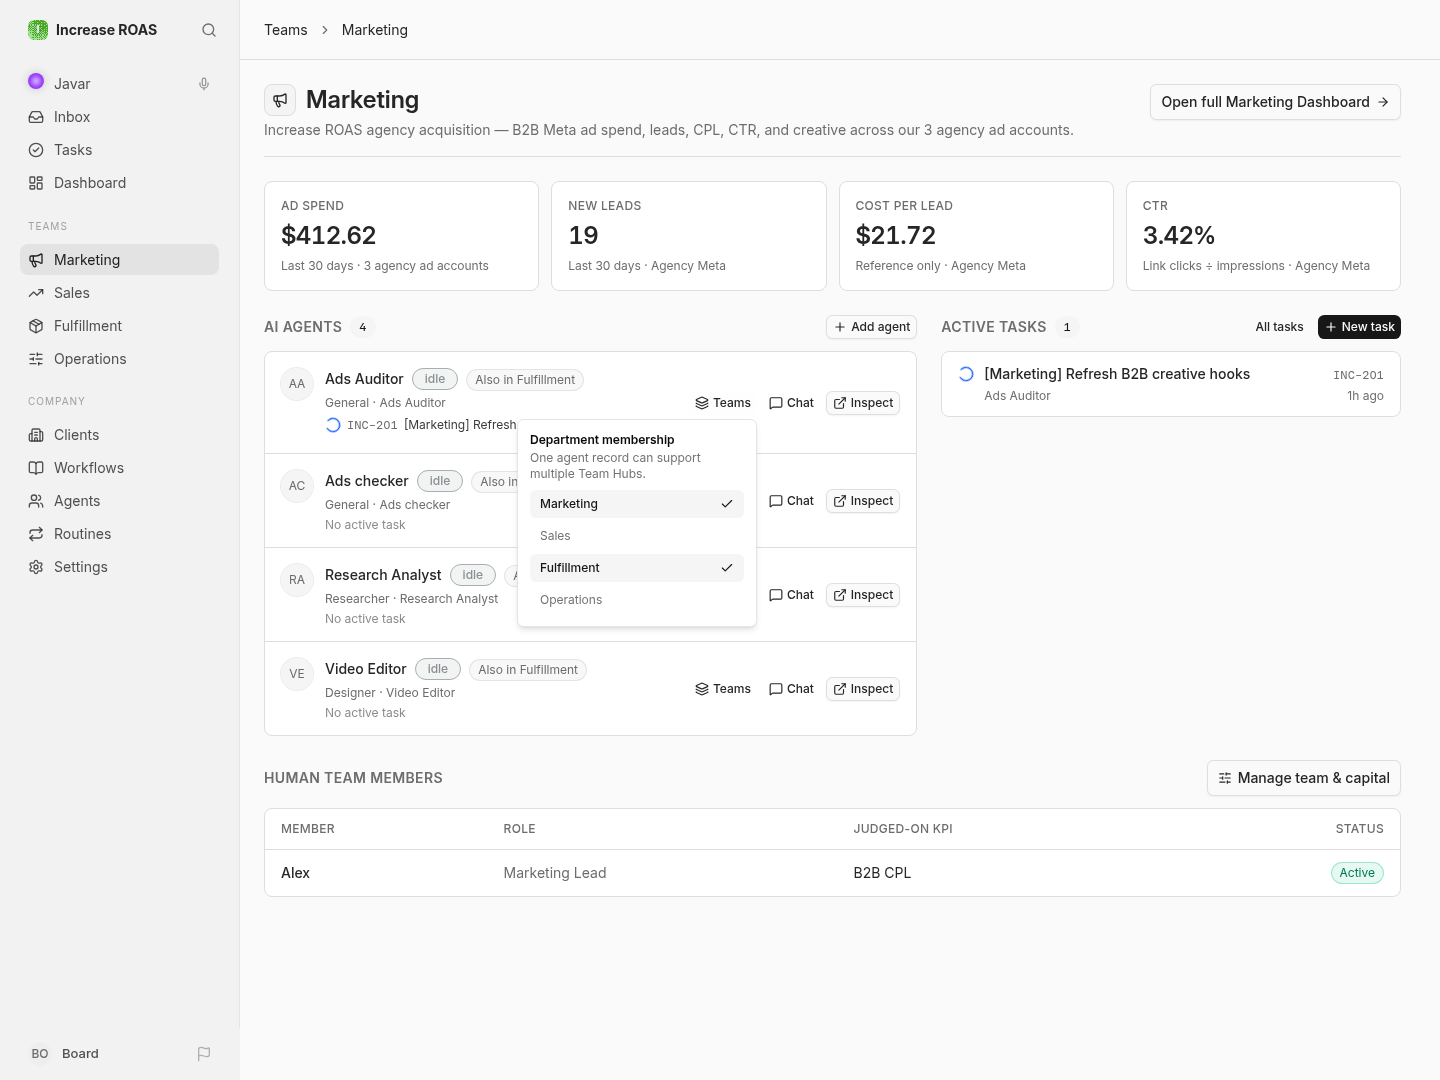 Increase ROAS
Javar
Inbox
Tasks
Dashboard
TEAMS
Marketing
Sales
Fulfillment
Operations
COMPANY
Clients
Workflows
Agents
Routines
Settings
BO Board
Teams > Marketing
Marketing
Open full Marketing Dashboard →
Increase ROAS agency acquisition — B2B Meta ad spend, leads, CPL, CTR, and creative across our 3 agency ad accounts.
AD SPEND
$412.62
Last 30 days · 3 agency ad accounts
NEW LEADS
19
Last 30 days · Agency Meta
COST PER LEAD
$21.72
Reference only · Agency Meta
CTR
3.42%
Link clicks ÷ impressions · Agency Meta
AI AGENTS 4
+ Add agent
AA Ads Auditor idle Also in Fulfillment
General · Ads Auditor
Teams Chat Inspect
INC-201 [Marketing] Refresh
AC Ads checker idle Also in
General · Ads checker
Chat Inspect
No active task
RA Research Analyst idle A
Researcher · Research Analyst
Chat Inspect
No active task
VE Video Editor idle Also in Fulfillment
Designer · Video Editor
Teams Chat Inspect
No active task
Department membership
One agent record can support
multiple Team Hubs.
Marketing
Sales
Fulfillment
Operations
ACTIVE TASKS 1
All tasks
+ New task
[Marketing] Refresh B2B creative hooks INC-201
Ads Auditor 1h ago
HUMAN TEAM MEMBERS
Manage team & capital
MEMBER ROLE JUDGED-ON KPI STATUS
Alex Marketing Lead B2B CPL Active